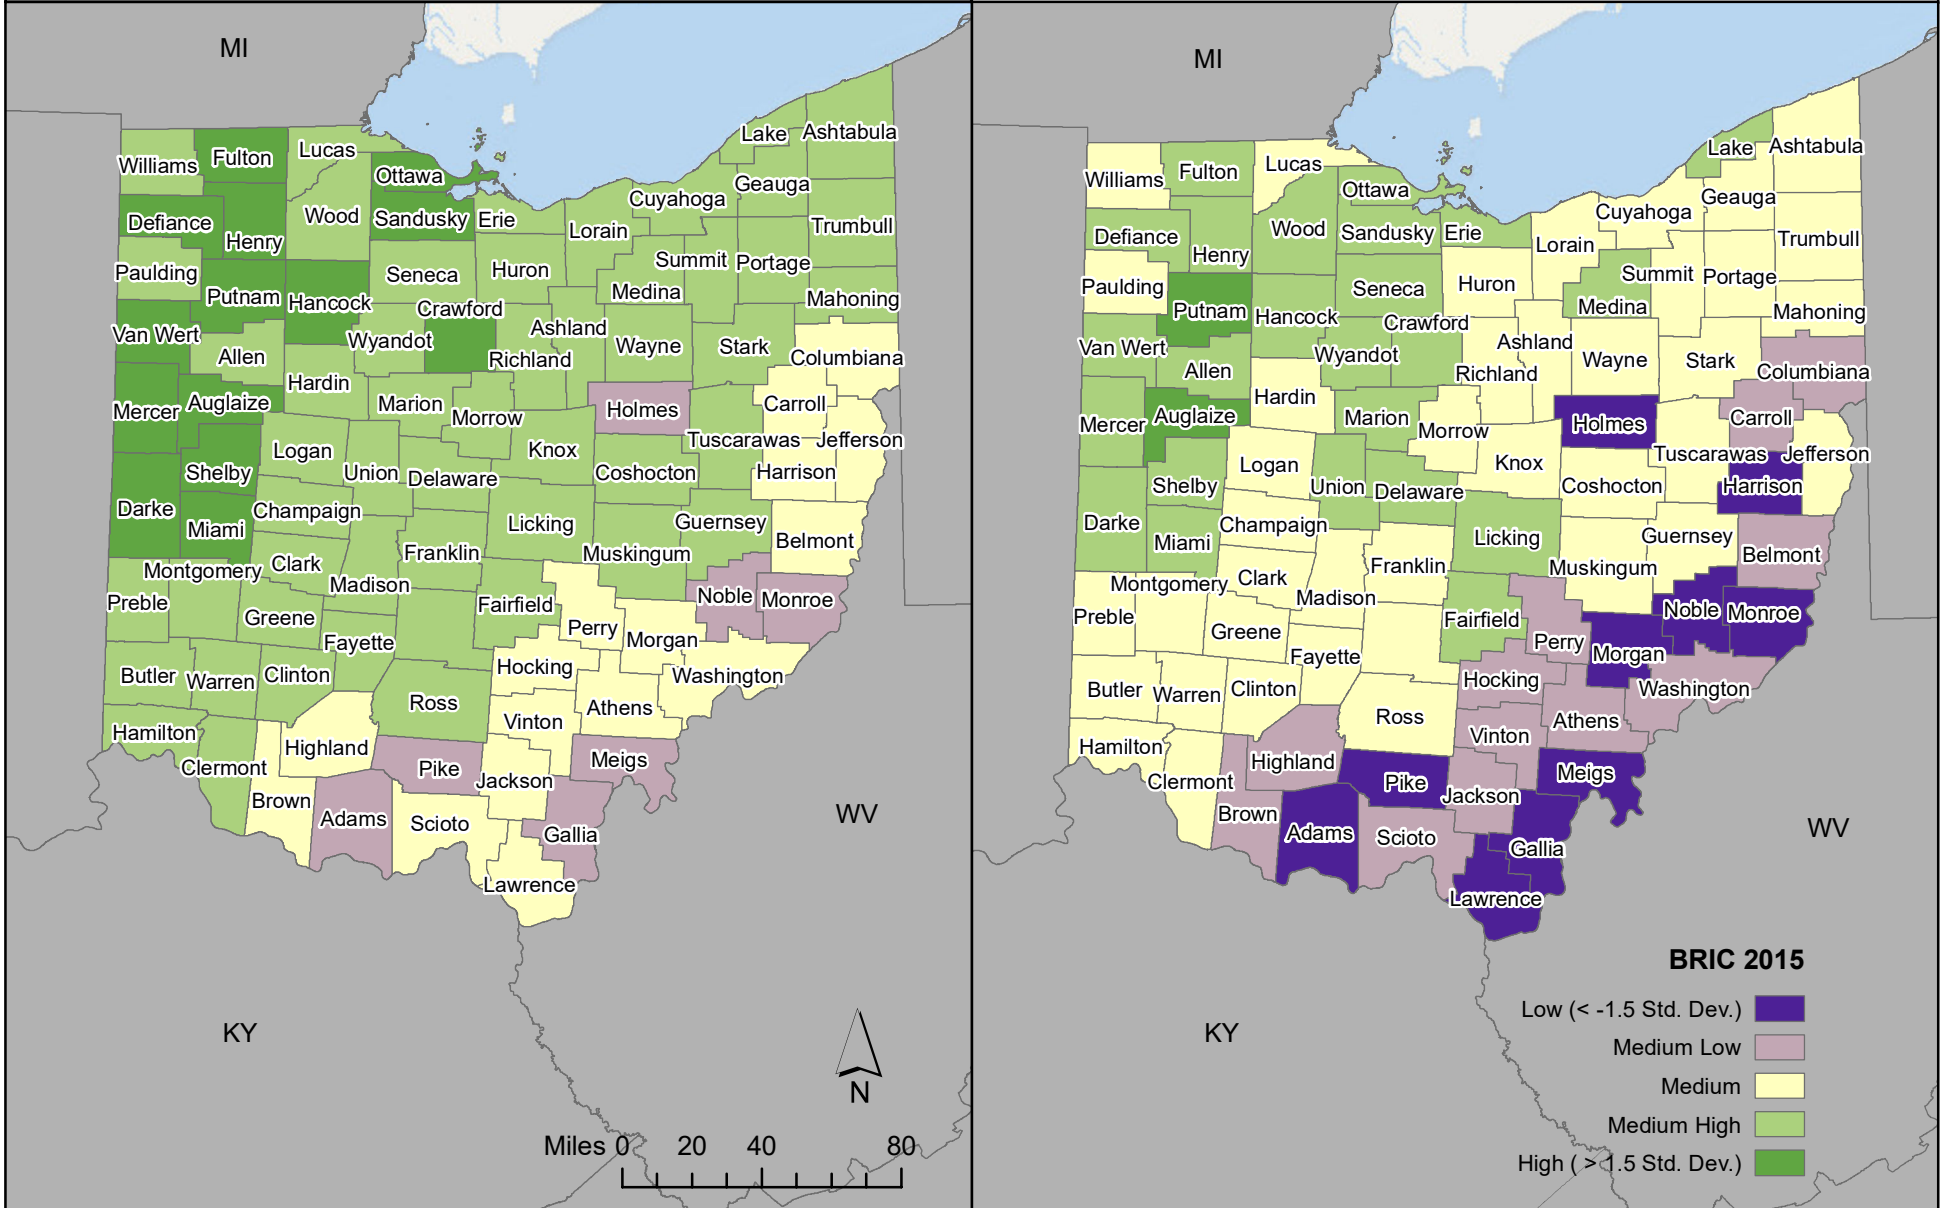 MI
Lake
Ashtabula
Lucas
Fulton
Williams
Ottawa
Geauga
Cuyahoga
Wood
Sandusky
Erie
Defiance
Lorain
Trumbull
Henry
Summit
Portage
Paulding
Seneca
Huron
Medina
Putnam
Hancock
Crawford
Mahoning
Van Wert
Wyandot
Ashland
Wayne
Stark
Allen
Richland
Columbiana
Hardin
Mercer
Auglaize
Marion
Morrow
Holmes
Carroll
Logan
Knox
Tuscarawas
Jefferson
Shelby
Union
Delaware
Coshocton
Harrison
Darke
Champaign
Miami
Licking
Guernsey
Belmont
Montgomery
Clark
Franklin
Muskingum
Madison
Preble
Greene
Fairfield
Noble
Monroe
Fayette
Perry
Morgan
Butler
Warren
Clinton
Hocking
Washington
Ross
Athens
Hamilton
Highland
Vinton
Clermont
Pike
Jackson
Meigs
Brown
Adams
Scioto
Gallia
WV
Lawrence
KY
N
Miles 0 20 40 80
MI
Lake
Ashtabula
Lucas
Fulton
Williams
Ottawa
Geauga
Cuyahoga
Wood
Sandusky
Erie
Defiance
Lorain
Trumbull
Henry
Summit
Portage
Paulding
Seneca
Huron
Medina
Putnam
Hancock
Crawford
Mahoning
Van Wert
Wyandot
Ashland
Wayne
Stark
Allen
Richland
Columbiana
Hardin
Mercer
Auglaize
Marion
Morrow
Holmes
Carroll
Logan
Knox
Tuscarawas
Jefferson
Shelby
Union
Delaware
Coshocton
Harrison
Darke
Champaign
Miami
Licking
Guernsey
Belmont
Montgomery
Clark
Franklin
Muskingum
Madison
Preble
Greene
Fairfield
Noble
Monroe
Fayette
Perry
Morgan
Butler
Warren
Clinton
Hocking
Washington
Ross
Athens
Hamilton
Highland
Vinton
Clermont
Pike
Jackson
Meigs
Brown
Adams
Scioto
Gallia
WV
Lawrence
KY
BRIC 2015
Low (< -1.5 Std. Dev.)
Medium Low
Medium
Medium High
High ( > 1.5 Std. Dev.)